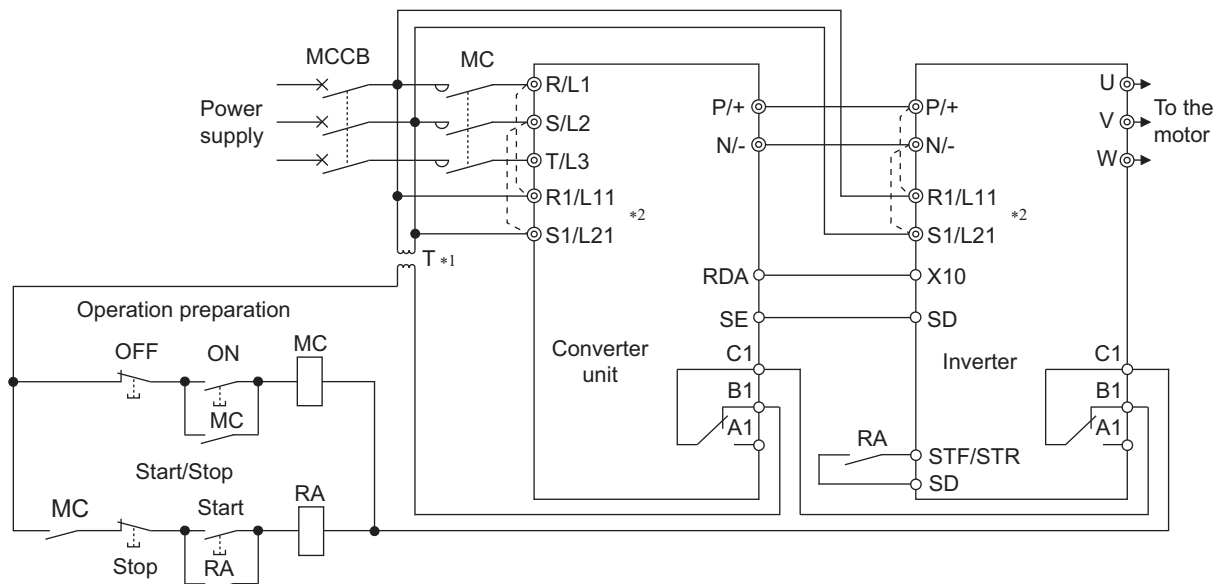 MCCB
MC
Power
supply
R/L1
S/L2
T/L3
R1/L11
*2
S1/L21
T *1
P/+
N/-
RDA
SE
Converter
unit
C1
B1
A1
P/+
N/-
R1/L11
*2
S1/L21
X10
SD
Inverter
C1
B1
A1
U
V
W
To the
motor
RA
STF/STR
SD
Operation preparation
OFF
ON
MC
MC
Start/Stop
MC
Stop
Start
RA
RA